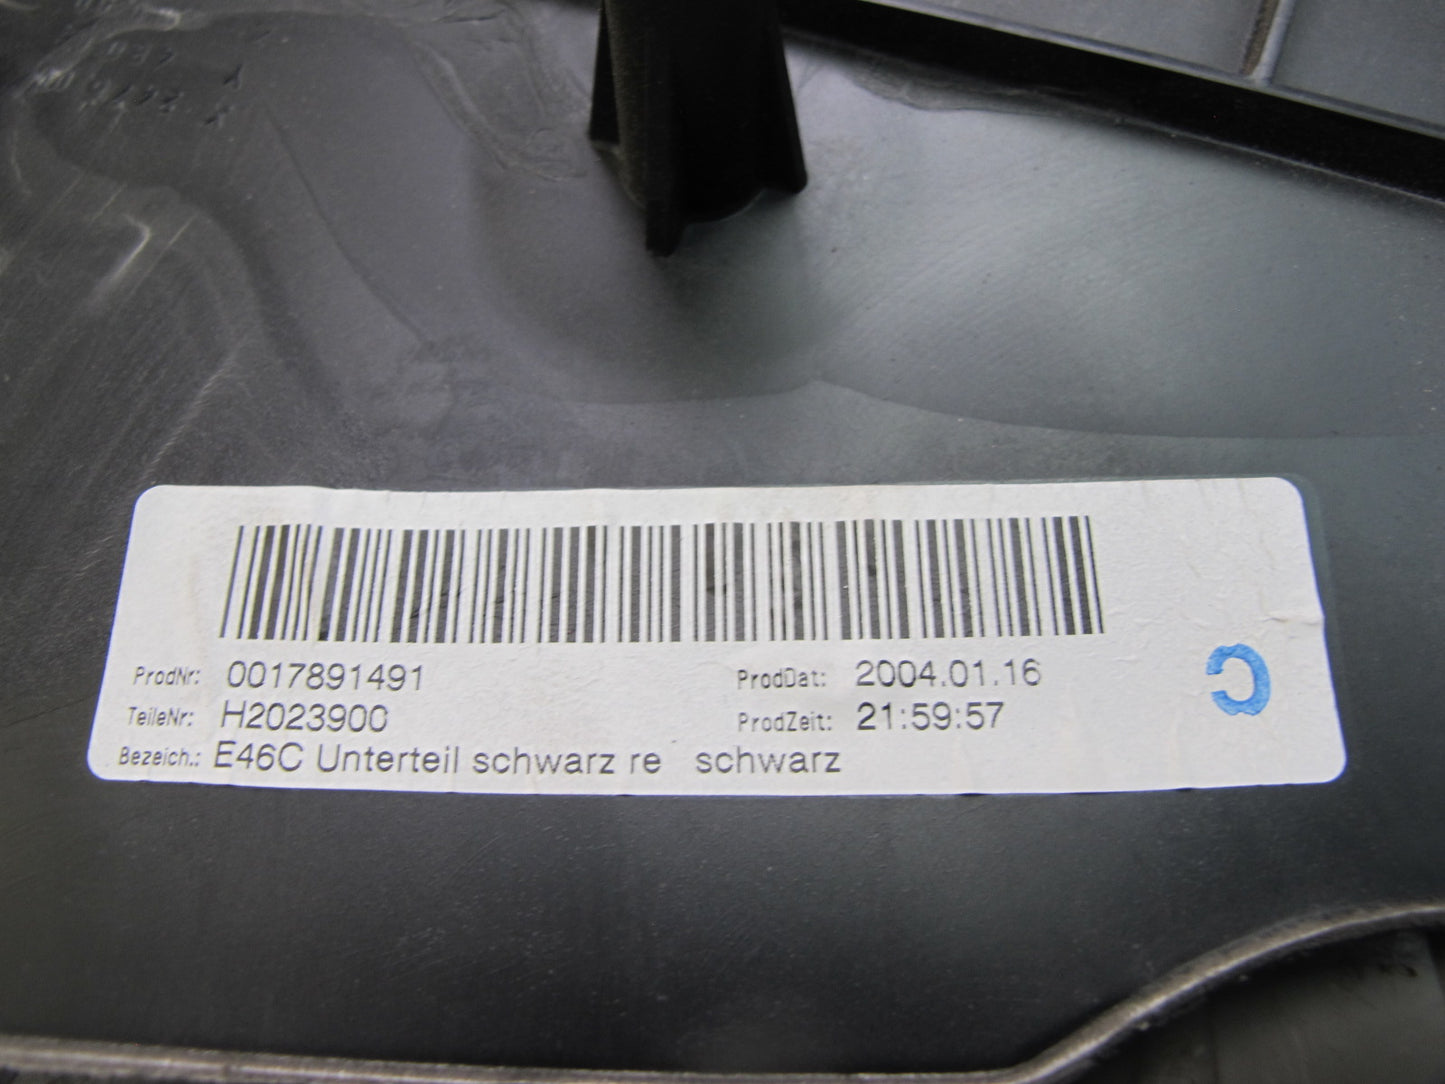 ProdNr: 0017891491 ProdDat: 2004.01.16
TeileNr: H2023900 ProdZeit: 21:59:57
Bezeich.: E46C Unterteil schwarz re schwarz
C